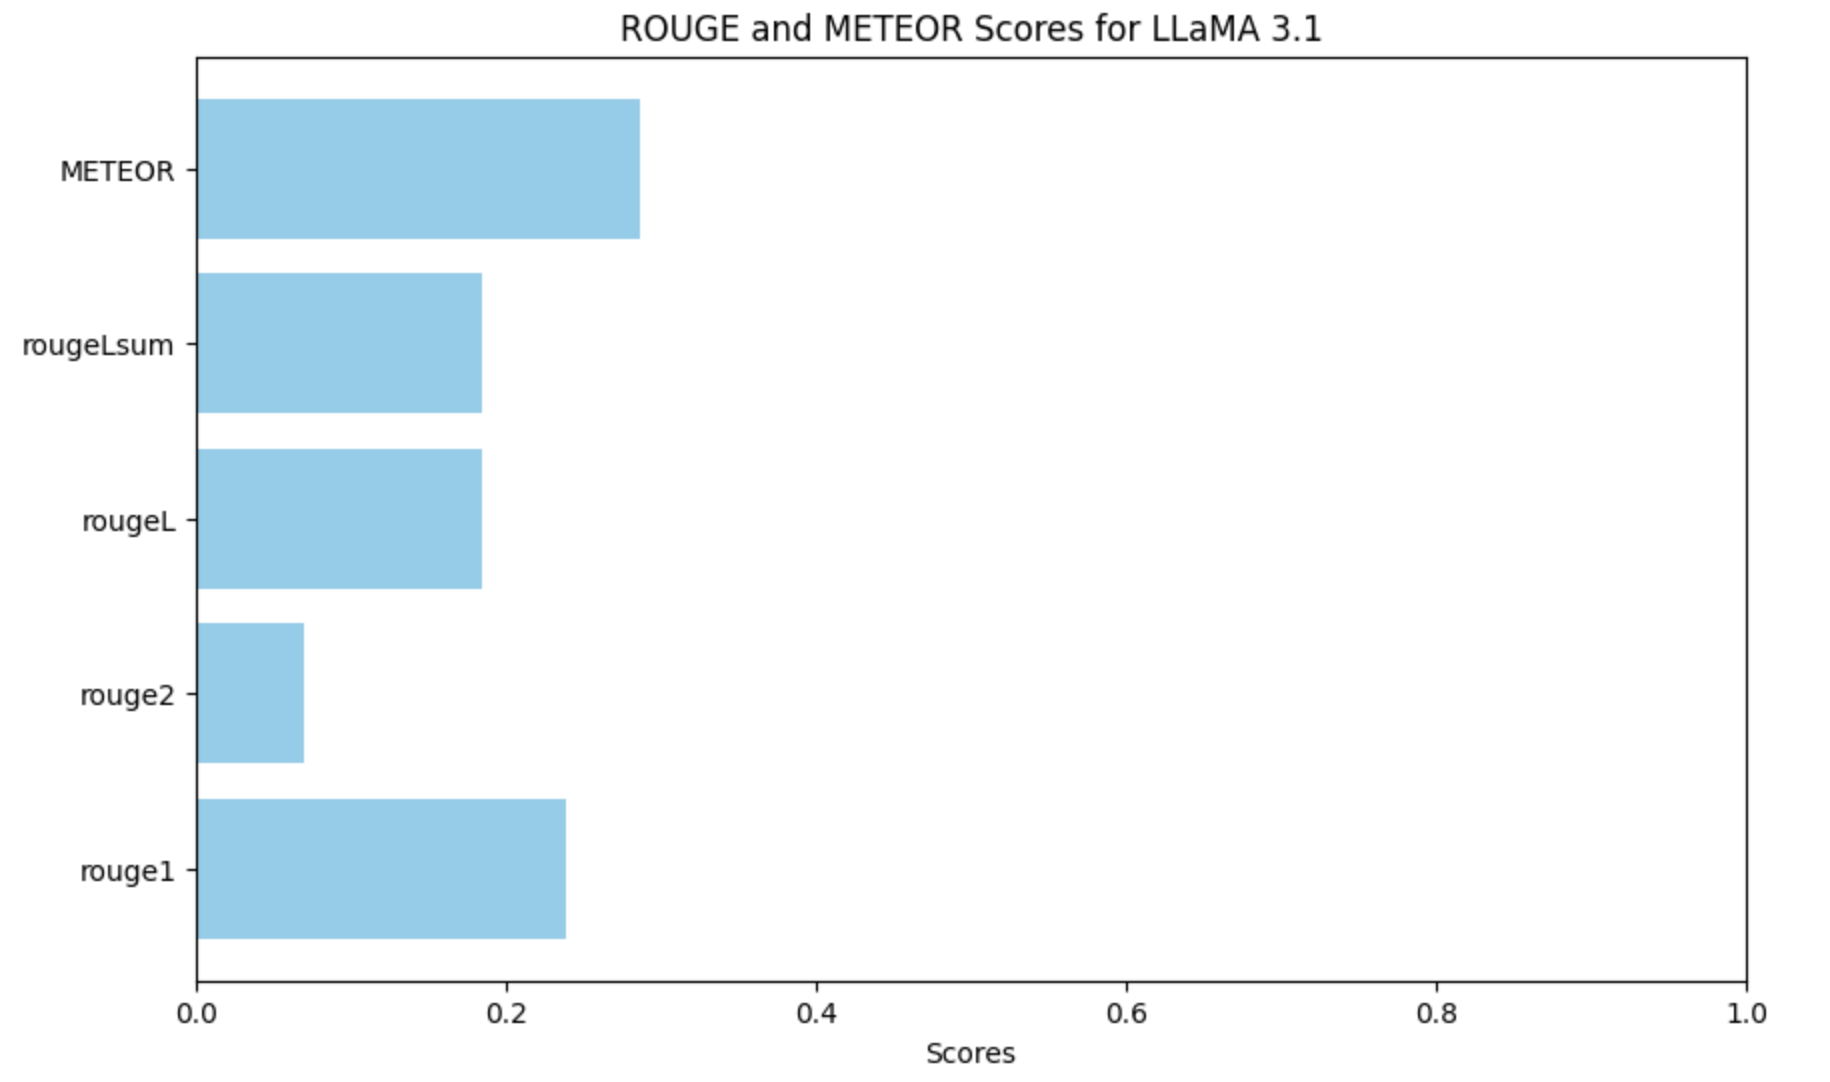 ROUGE and METEOR Scores for LLaMA 3.1
METEOR
rougeLsum
rougeL
rouge2
rouge1
0.0 0.2 0.4 0.6 0.8 1.0
Scores